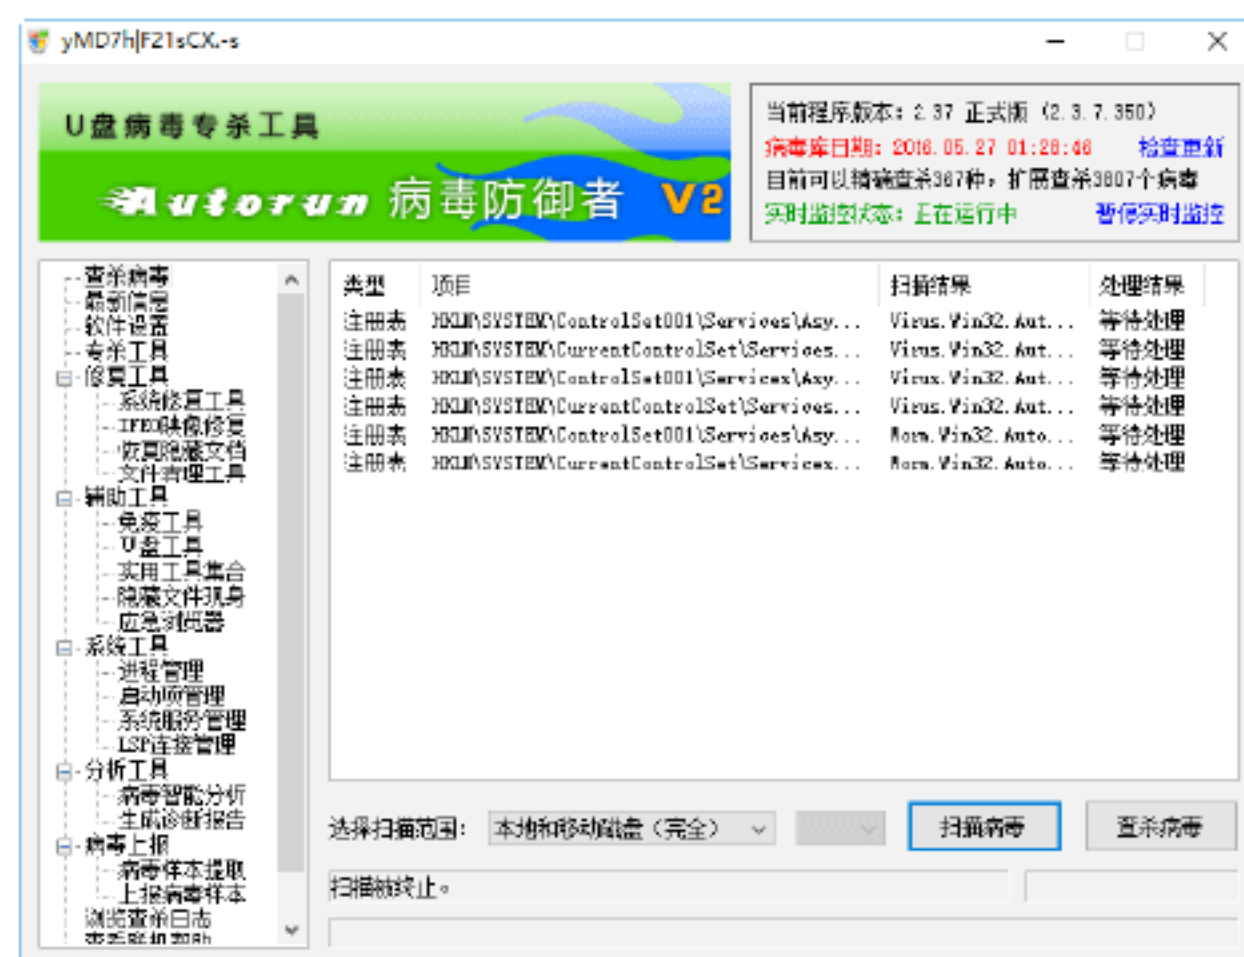 yMD7h|F21sCX.-s
U盘病毒专杀工具
Autorun 病毒防御者 V2
当前程序版本: 2.37 正式版 (2.3.7.350)
病毒库日期: 2016.05.27 01:28:46 检查更新
目前可以精确查杀367种，扩展查杀3807个病毒
实时监控状态: 正在运行中 暂停实时监控
查杀病毒
最新信息
软件设置
专杀工具
修复工具
系统修复工具
IFEO映像修复
恢复隐藏文档
文件清理工具
辅助工具
免疫工具
U盘工具
实用工具集合
隐藏文件现身
应急浏览器
系统工具
进程管理
启动项管理
系统服务管理
LSP连接管理
分析工具
病毒智能分析
生成诊断报告
病毒上报
病毒样本提取
上报病毒样本
浏览查杀日志
类型 项目 扫描结果 处理结果
注册表 HKLM\SYSTEM\ControlSet001\Services\Asy... Virus.Win32.Aut... 等待处理
注册表 HKLM\SYSTEM\CurrentControlSet\Services... Virus.Win32.Aut... 等待处理
注册表 HKLM\SYSTEM\ControlSet001\Services\Asy... Virus.Win32.Aut... 等待处理
注册表 HKLM\SYSTEM\CurrentControlSet\Services... Virus.Win32.Aut... 等待处理
注册表 HKLM\SYSTEM\ControlSet001\Services\Asy... Worm.Win32.Auto... 等待处理
注册表 HKLM\SYSTEM\CurrentControlSet\Services... Worm.Win32.Auto... 等待处理
选择扫描范围: 本地和移动磁盘（完全） 扫描病毒 查杀病毒
扫描被终止。